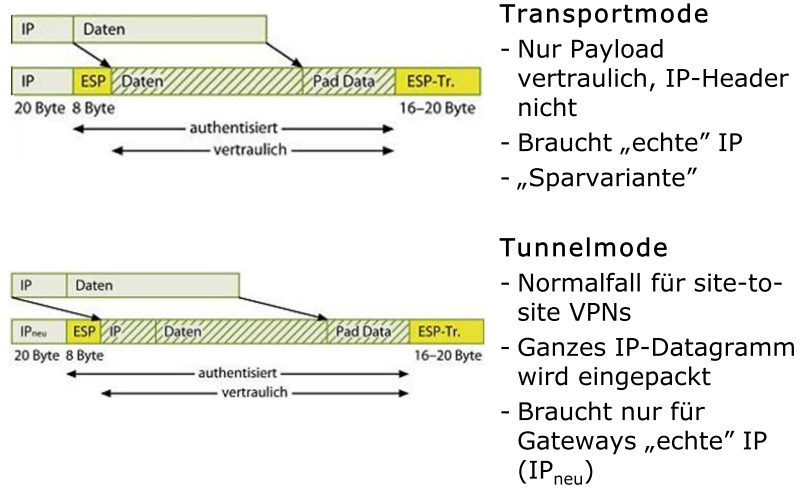 IP Daten
IP ESP Daten Pad Data ESP-Tr.
20 Byte 8 Byte 16–20 Byte
authentisiert
vertraulich
Transportmode
- Nur Payload
vertraulich, IP-Header
nicht
- Braucht „echte” IP
- „Sparvariante”
IP Daten
IPneu ESP IP Daten Pad Data ESP-Tr.
20 Byte 8 Byte 16–20 Byte
authentisiert
vertraulich
Tunnelmode
- Normalfall für site-to-
site VPNs
- Ganzes IP-Datagramm
wird eingepackt
- Braucht nur für
Gateways „echte” IP
(IPneu)